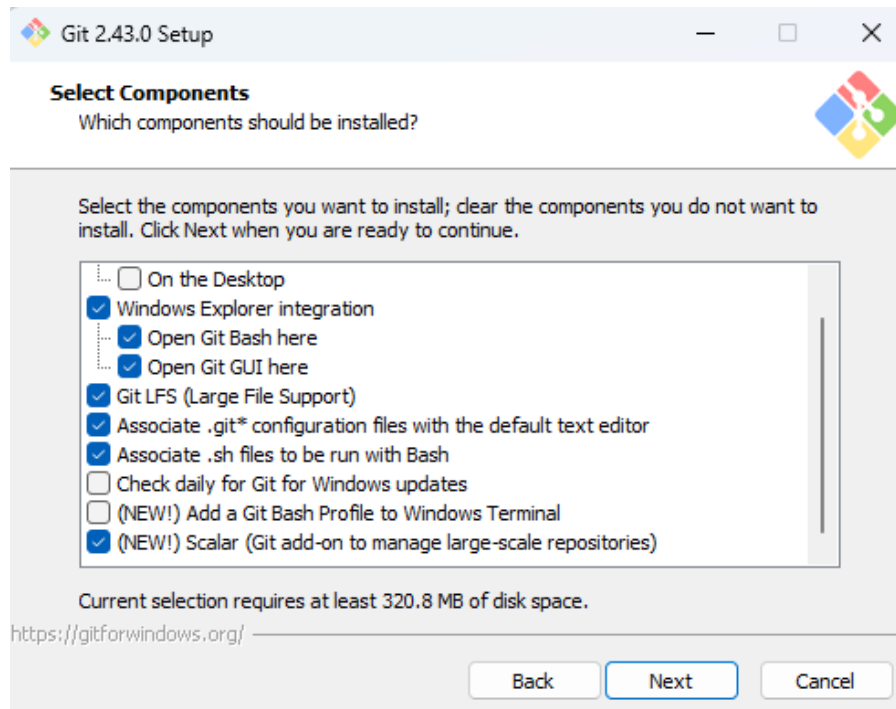 Git 2.43.0 Setup
Select Components
Which components should be installed?
Select the components you want to install; clear the components you do not want to
install. Click Next when you are ready to continue.
On the Desktop
Windows Explorer integration
Open Git Bash here
Open Git GUI here
Git LFS (Large File Support)
Associate .git* configuration files with the default text editor
Associate .sh files to be run with Bash
Check daily for Git for Windows updates
(NEW!) Add a Git Bash Profile to Windows Terminal
(NEW!) Scalar (Git add-on to manage large-scale repositories)
Current selection requires at least 320.8 MB of disk space.
https://gitforwindows.org/
Back Next Cancel